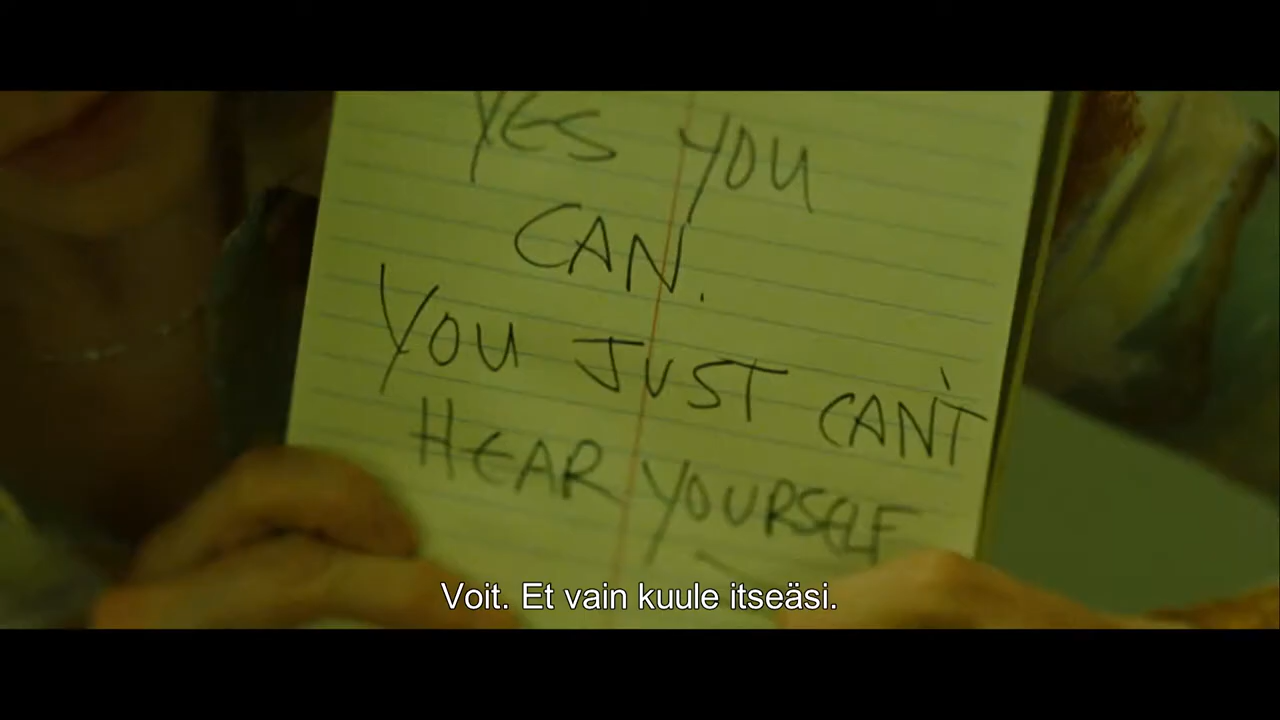 YES YOU
CAN.
YOU JUST CAN'T
HEAR YOURSELF
Voit. Et vain kuule itseäsi.